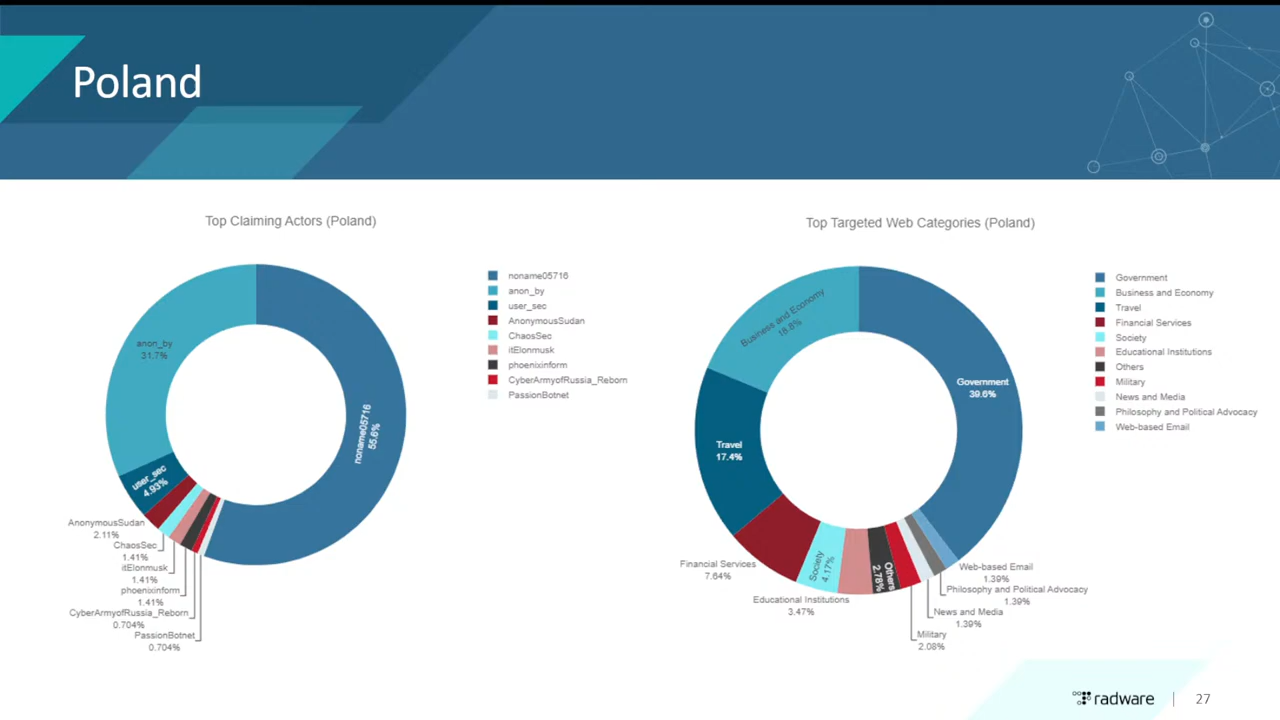 Poland
Top Claiming Actors (Poland)
anon_by
31.7%
noname05716
55.6%
user_sec
4.93%
AnonymousSudan
2.11%
ChaosSec
1.41%
itElonmusk
1.41%
phoenixinform
1.41%
CyberArmyofRussia_Reborn
0.704%
PassionBotnet
0.704%
noname05716
anon_by
user_sec
AnonymousSudan
ChaosSec
itElonmusk
phoenixinform
CyberArmyofRussia_Reborn
PassionBotnet
Top Targeted Web Categories (Poland)
Business and Economy
18.8%
Government
39.6%
Travel
17.4%
Financial Services
7.64%
Society
4.17%
Educational Institutions
3.47%
Others
2.78%
Military
2.08%
News and Media
1.39%
Philosophy and Political Advocacy
1.39%
Web-based Email
1.39%
Government
Business and Economy
Travel
Financial Services
Society
Educational Institutions
Others
Military
News and Media
Philosophy and Political Advocacy
Web-based Email
radware
27